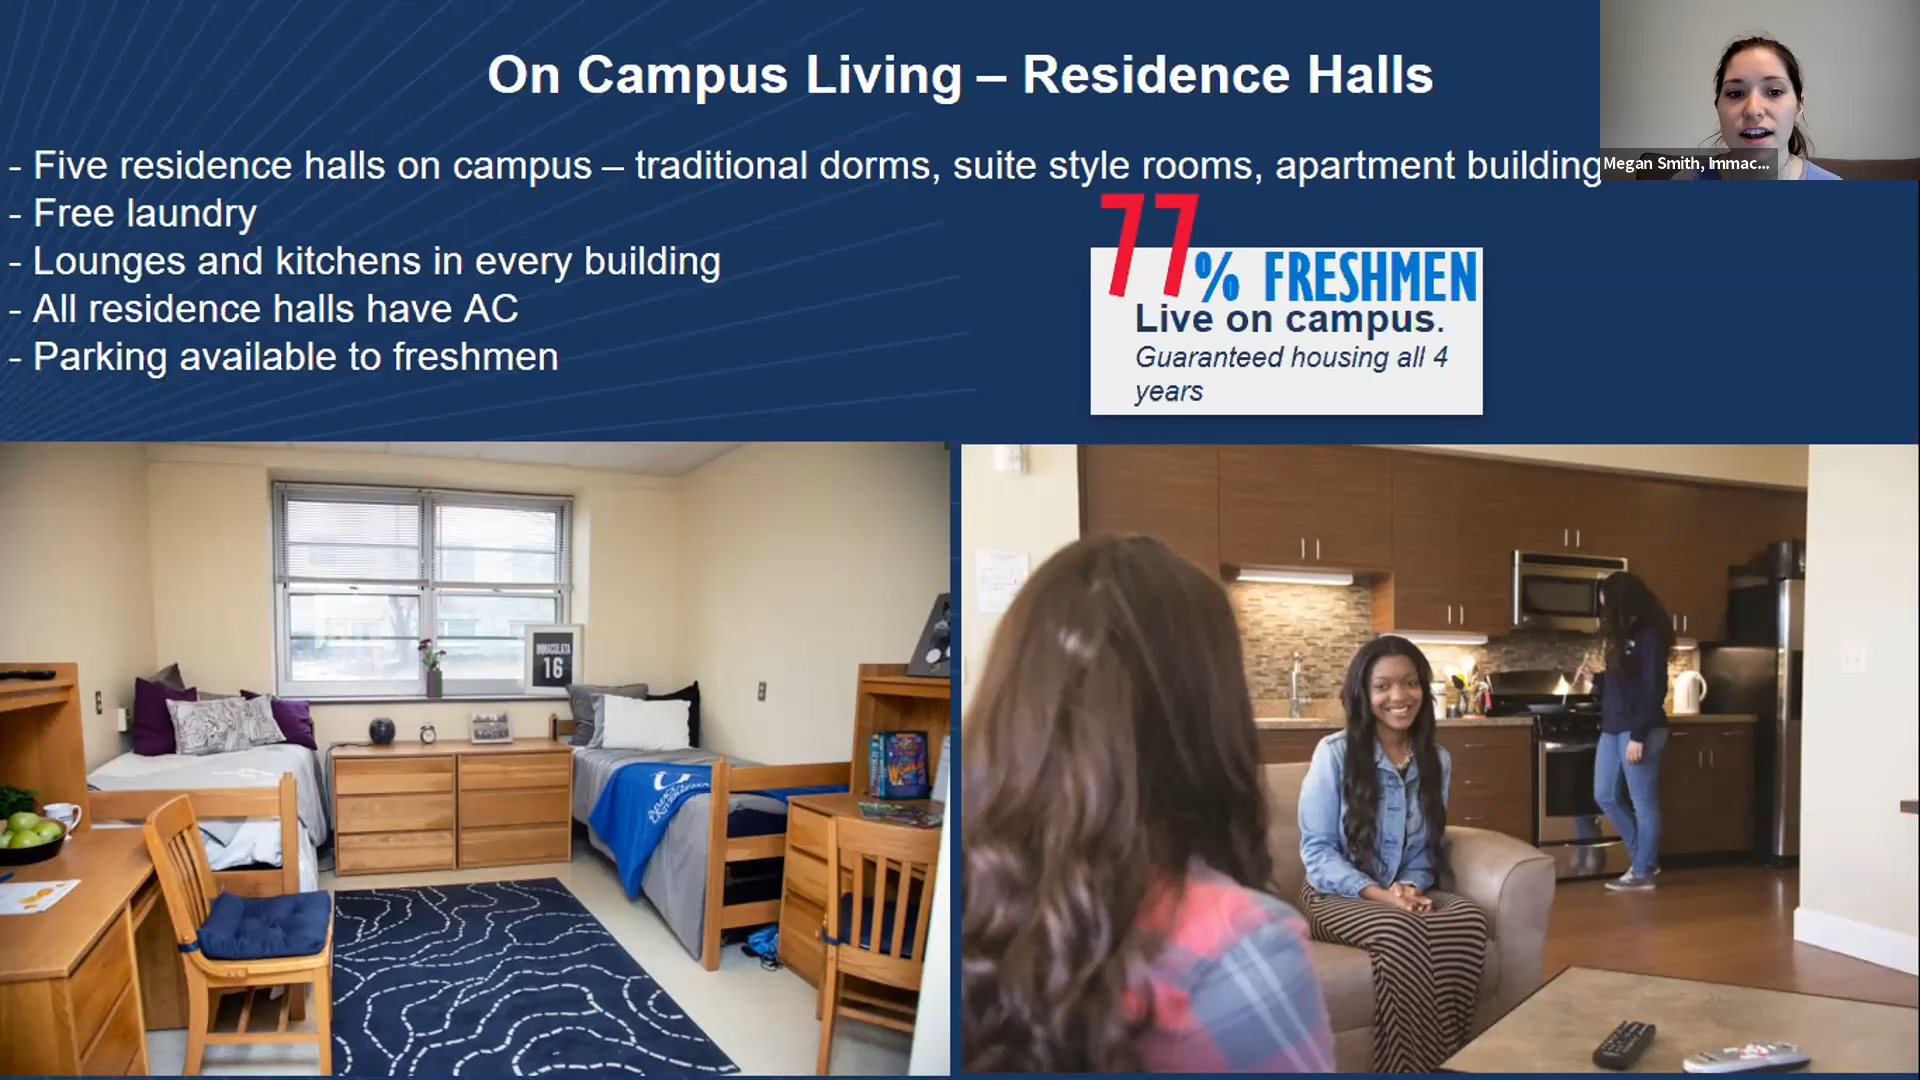 On Campus Living – Residence Halls
- Five residence halls on campus – traditional dorms, suite style rooms, apartment building
- Free laundry
- Lounges and kitchens in every building
- All residence halls have AC
- Parking available to freshmen
77% FRESHMEN
Live on campus.
Guaranteed housing all 4
years
Megan Smith, Immac...
IMMACULATA
16